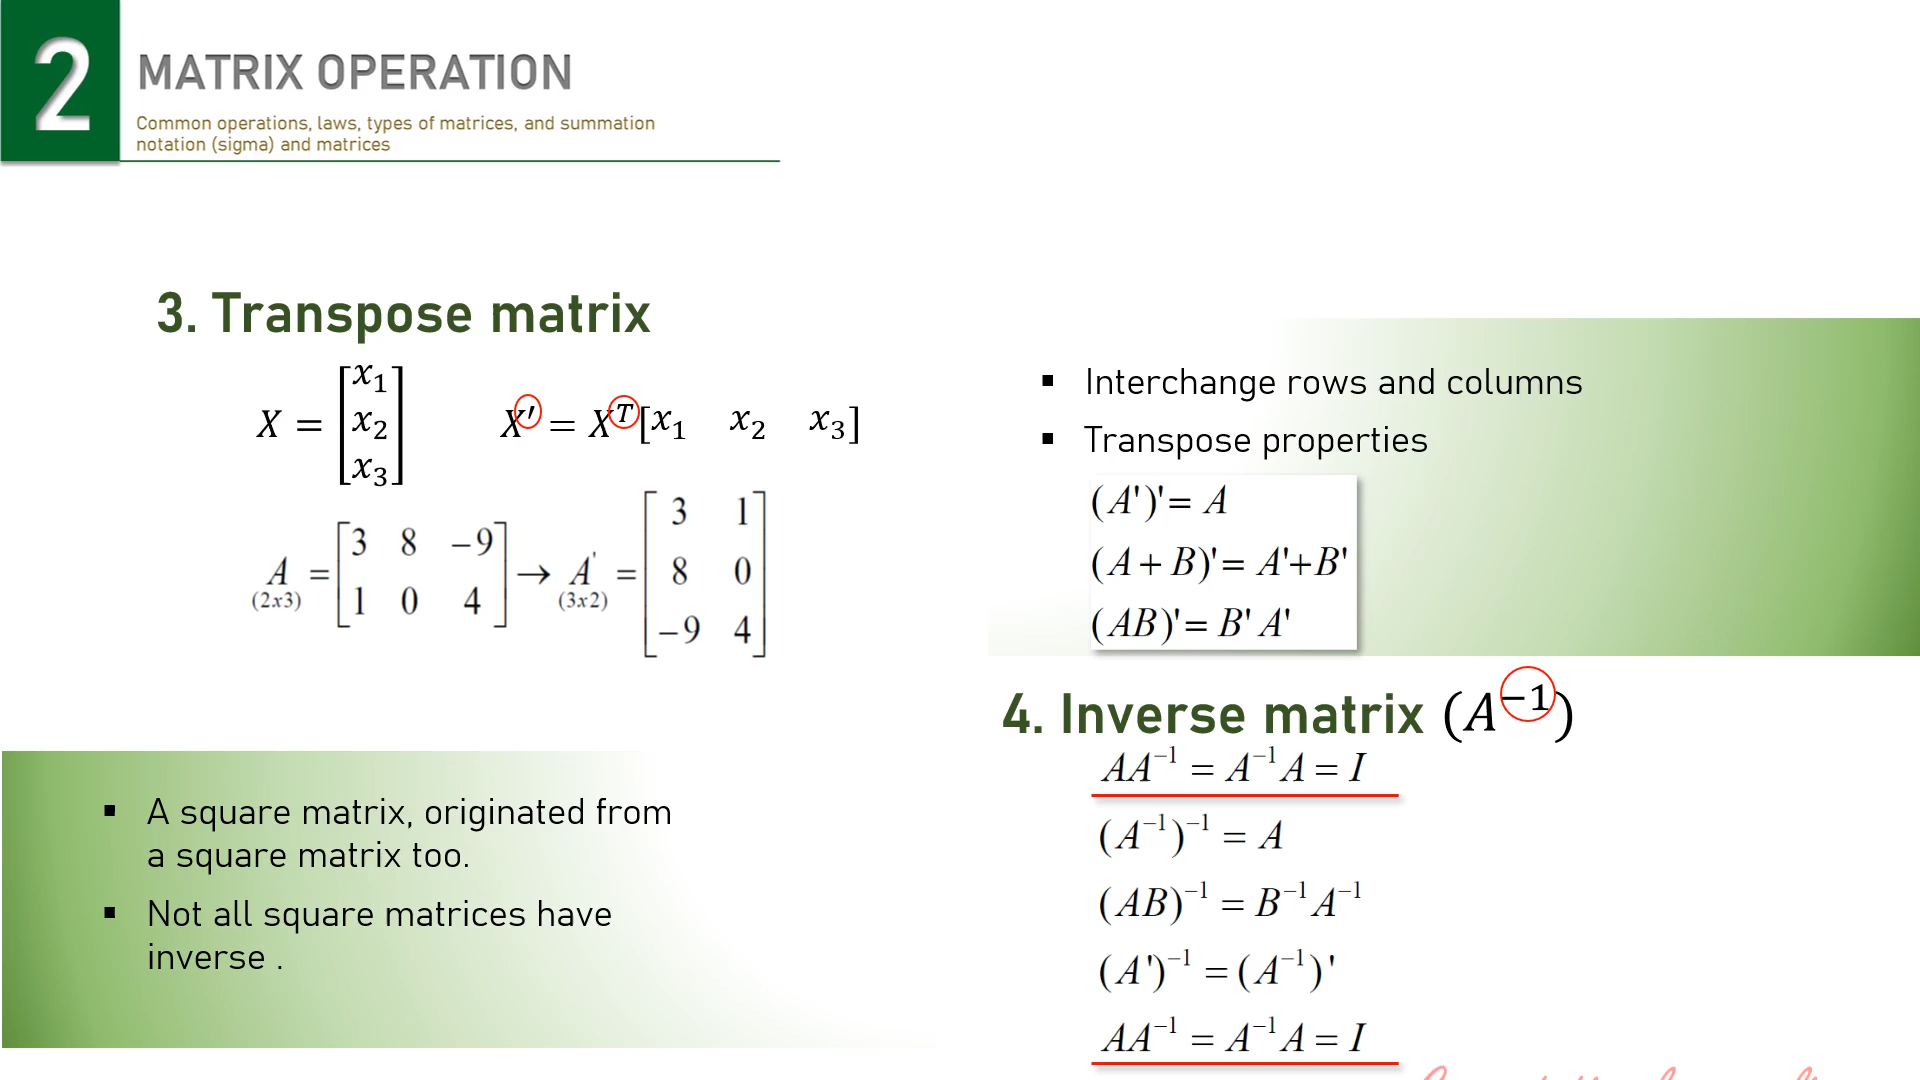 2
MATRIX OPERATION
Common operations, laws, types of matrices, and summation
notation (sigma) and matrices
3. Transpose matrix
X = [x₁ x₂ x₃]
X′ = Xᵀ[x₁ x₂ x₃]
A (2x3) = [3 8 −9
1 0 4]
→ A' (3x2) = [3 1
8 0
−9 4]
▪ Interchange rows and columns
▪ Transpose properties
(A')'= A
(A + B)'= A'+B'
(AB)'= B' A'
4. Inverse matrix (A⁻¹)
AA⁻¹ = A⁻¹A = I
(A⁻¹)⁻¹ = A
(AB)⁻¹ = B⁻¹A⁻¹
(A')⁻¹ = (A⁻¹)'
AA⁻¹ = A⁻¹A = I
▪ A square matrix, originated from
a square matrix too.
▪ Not all square matrices have
inverse .